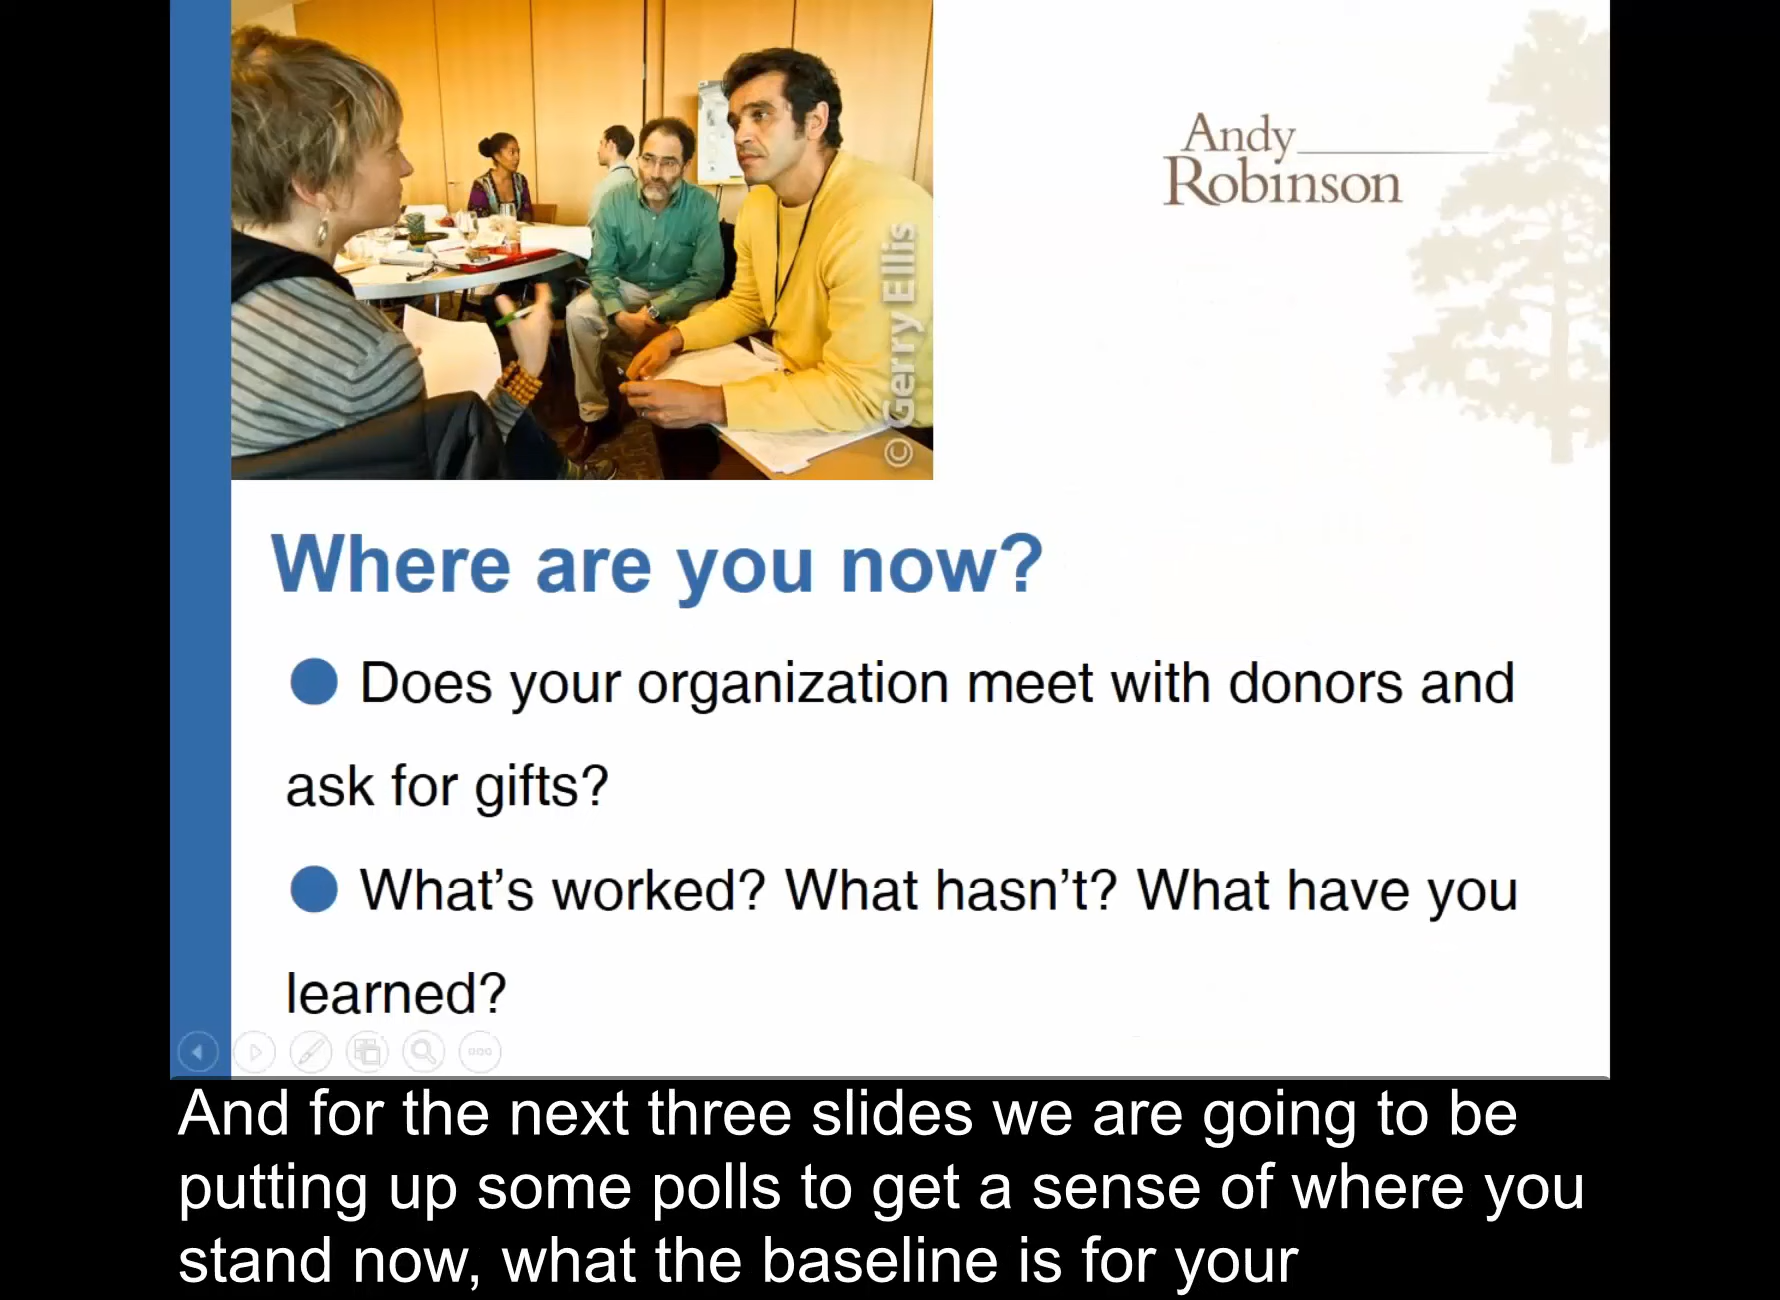 © Gerry Ellis
Andy
Robinson
Where are you now?
Does your organization meet with donors and
ask for gifts?
What’s worked? What hasn’t? What have you
learned?
And for the next three slides we are going to be
putting up some polls to get a sense of where you
stand now, what the baseline is for your